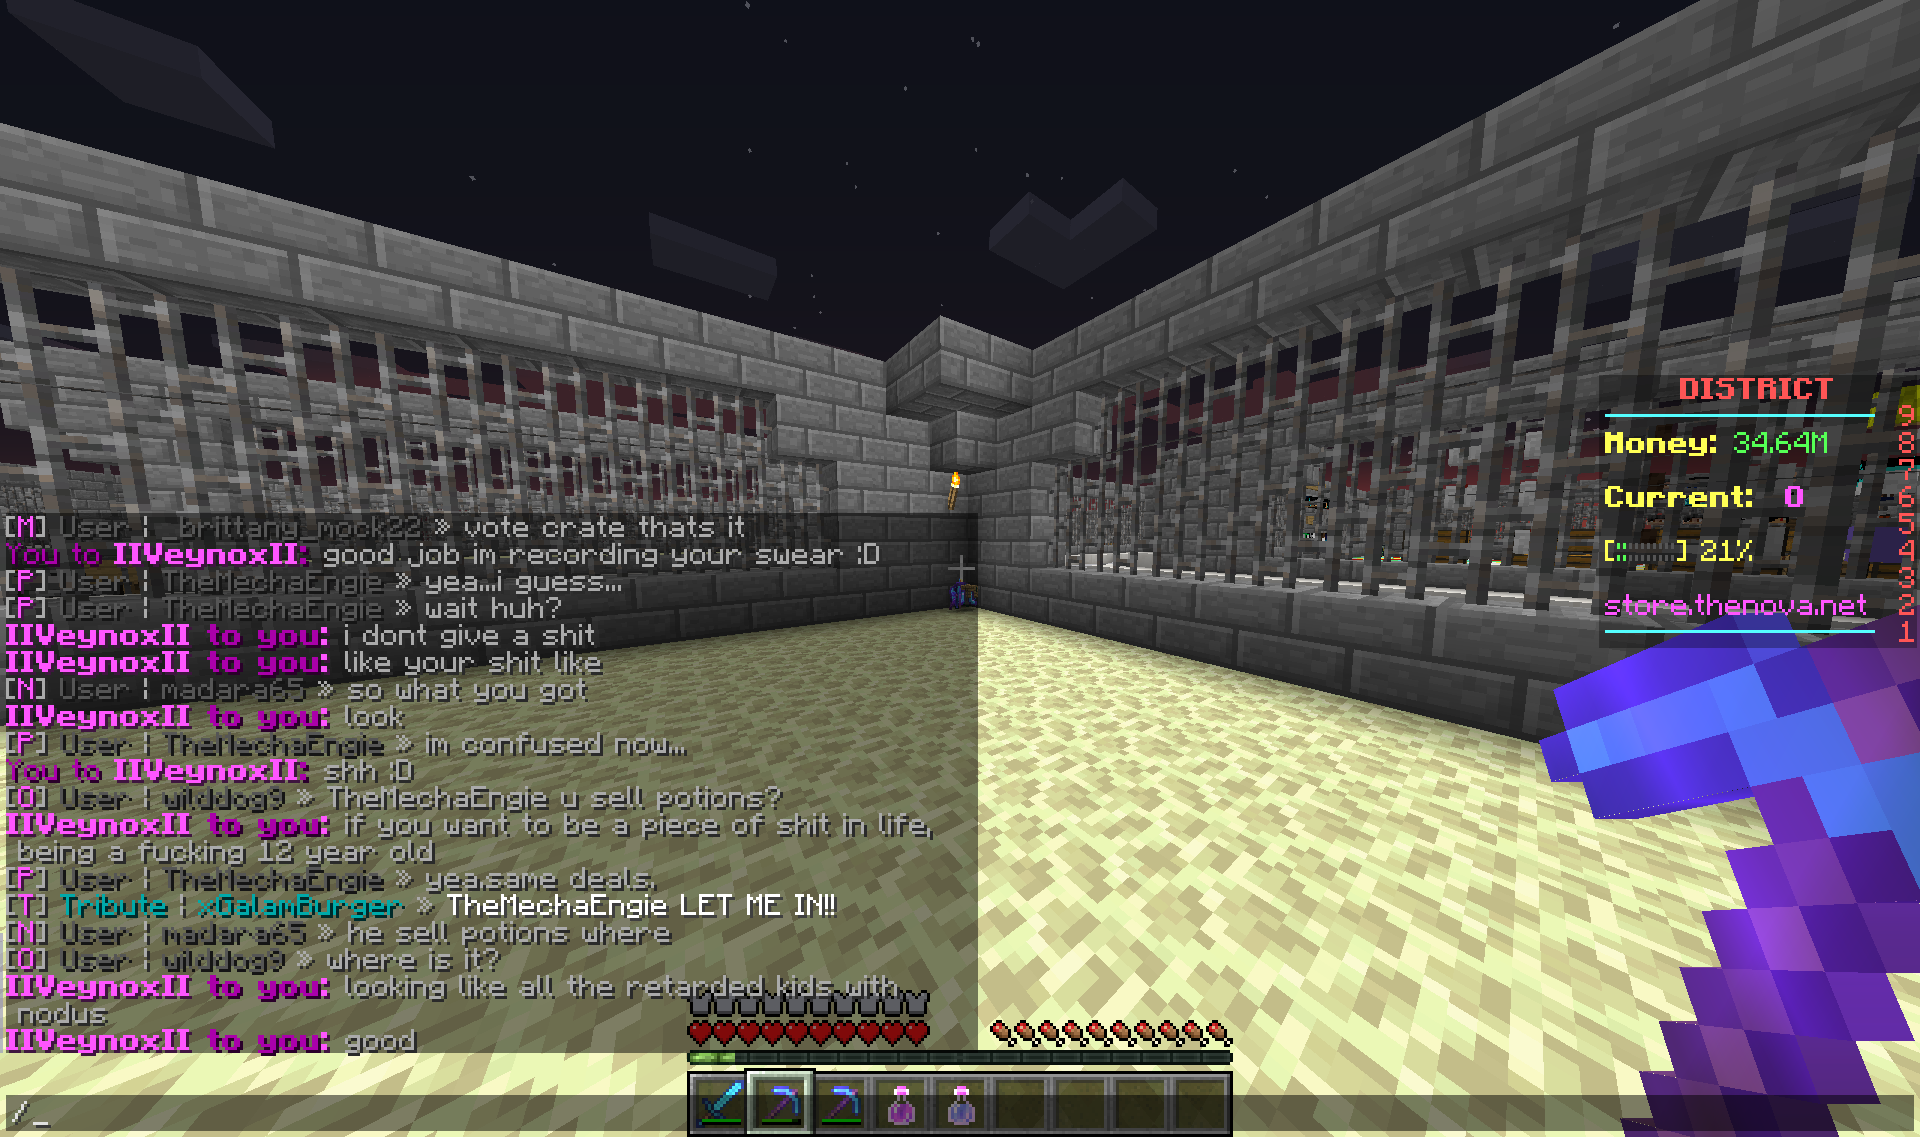 [M] User ¦ _brittany_mock22 » vote crate thats it
You to IIVeynoxII: good job im recording your swear :D
[P] User ¦ TheMechaEngie » yea...i guess...
[P] User ¦ TheMechaEngie » wait huh?
IIVeynoxII to you: i dont give a shit
IIVeynoxII to you: like your shit like
[N] User ¦ madara65 » so what you got
IIVeynoxII to you: look
[P] User ¦ TheMechaEngie » im confused now...
You to IIVeynoxII: shh :D
[O] User ¦ wilddog9 » TheMechaEngie u sell potions?
IIVeynoxII to you: if you want to be a piece of shit in life,
being a fucking 12 year old
[P] User ¦ TheMechaEngie » yea.same deals.
[T] Tribute ¦ xGalamBurger » TheMechaEngie LET ME IN!!
[N] User ¦ madara65 » he sell potions where
[O] User ¦ wilddog9 » where is it?
IIVeynoxII to you: looking like all the retarded kids with
nodus
IIVeynoxII to you: good
/_
DISTRICT
9
Money: 34.64M 8
7
Current: 0 6
5
[::::::::::] 21% 4
3
store.thenova.net 2
1